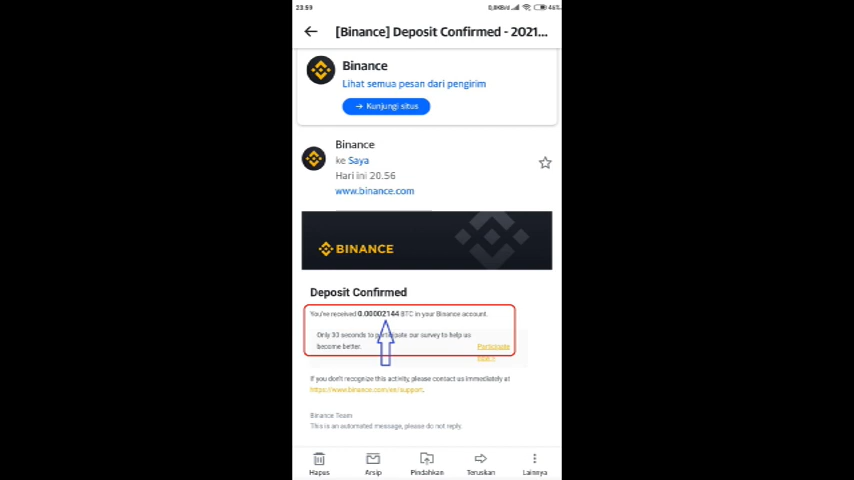 23.59
0,8KB/s
46%
[Binance] Deposit Confirmed - 2021...
Binance
Lihat semua pesan dari pengirim
→ Kunjungi situs
Binance
ke Saya
Hari ini 20.56
www.binance.com
BINANCE
Deposit Confirmed
You've received 0.00002144 BTC in your Binance account.
Only 30 seconds to participate our survey to help us
become better.
Participate
If you don't recognize this activity, please contact us immediately at
https://www.binance.com/en/support.
Binance Team
This is an automated message, please do not reply.
Hapus
Arsip
Pindahkan
Teruskan
Lainnya